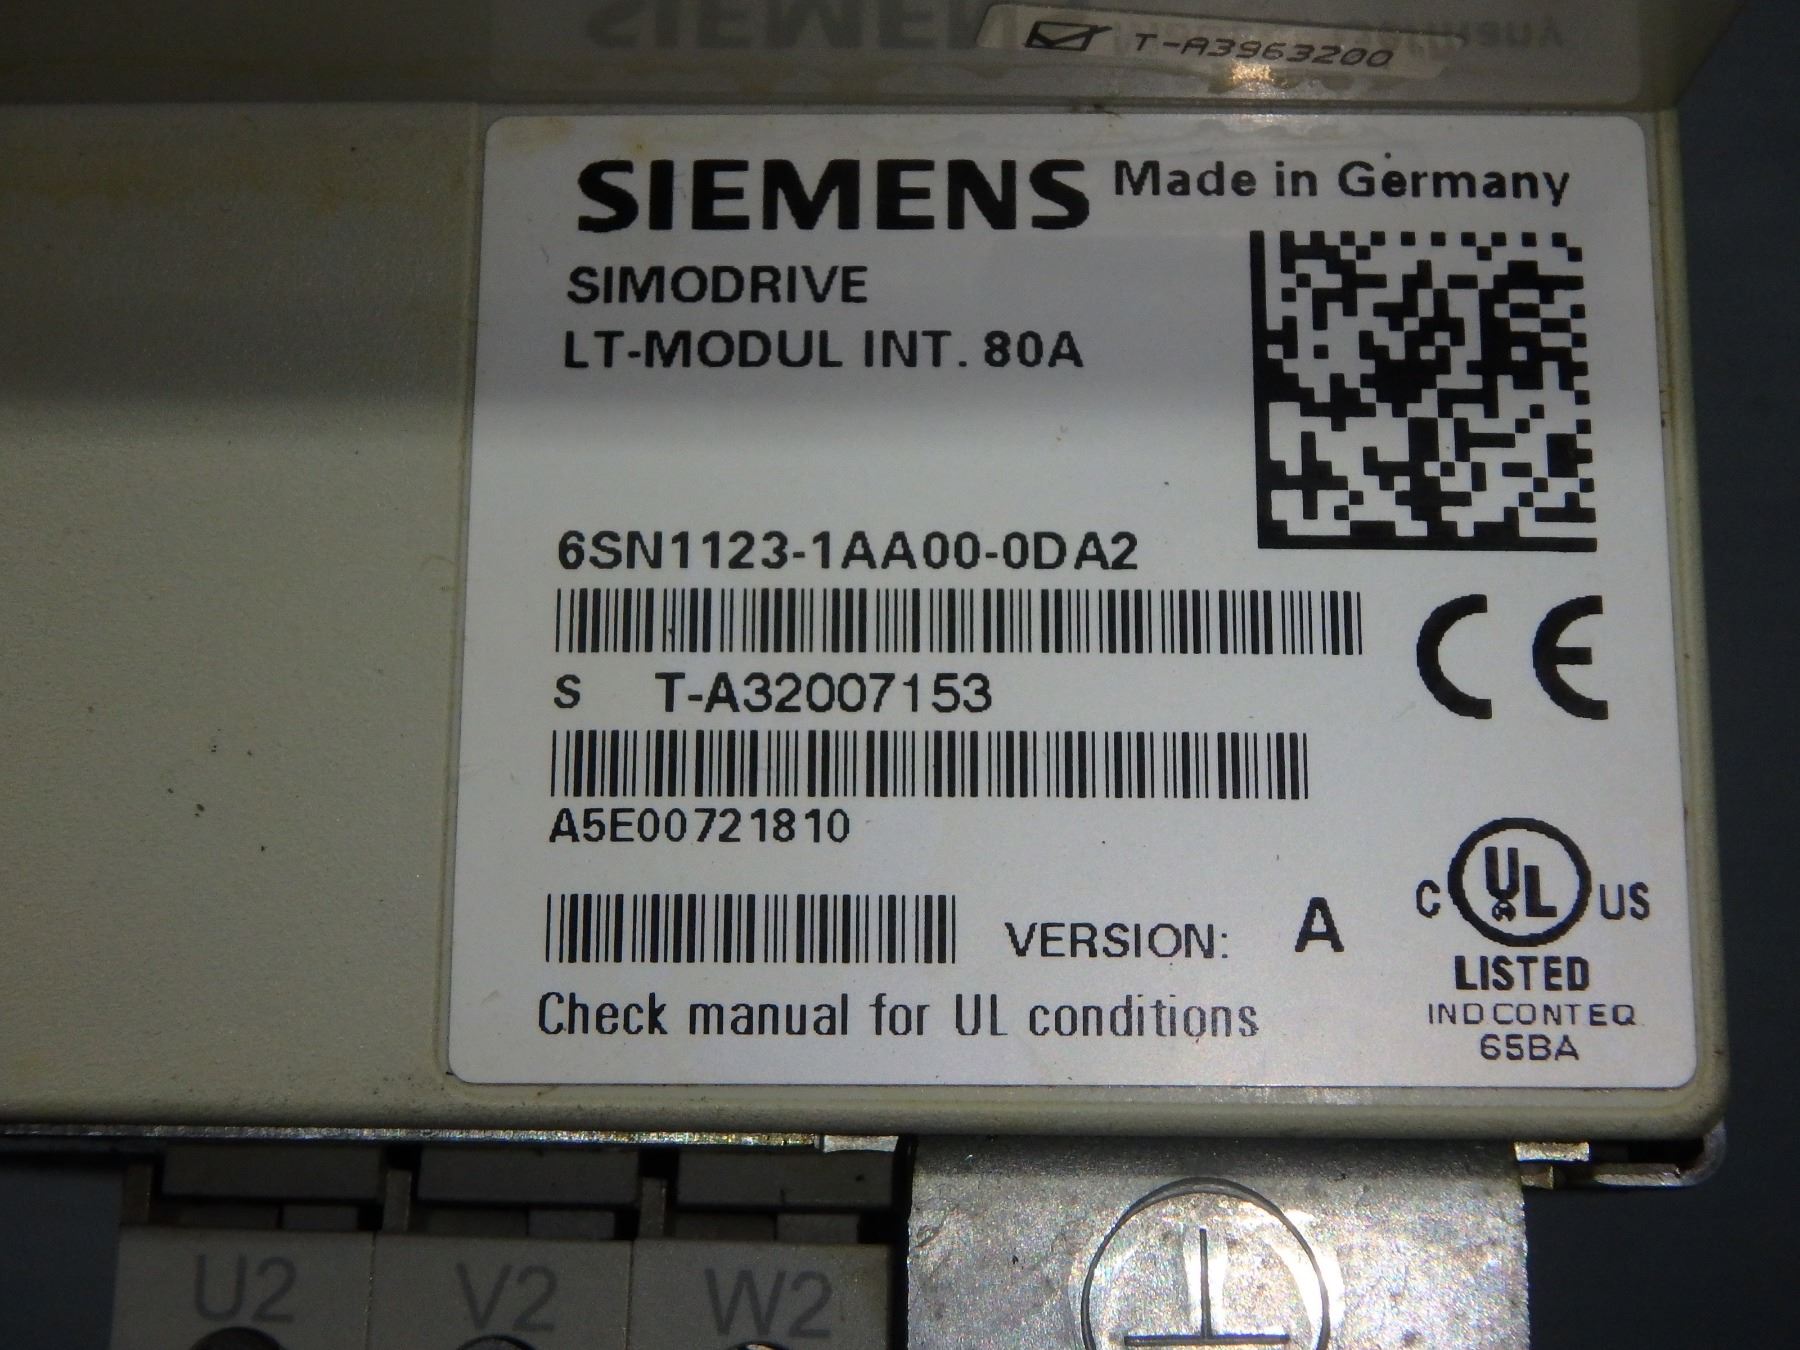 T-A3963200
SIEMENS Made in Germany
SIMODRIVE
LT-MODUL INT. 80A
6SN1123-1AA00-0DA2
S T-A32007153
A5E00721810
VERSION: A
C UL US
LISTED
IND CONT EQ
65BA
Check manual for UL conditions
U2 V2 W2